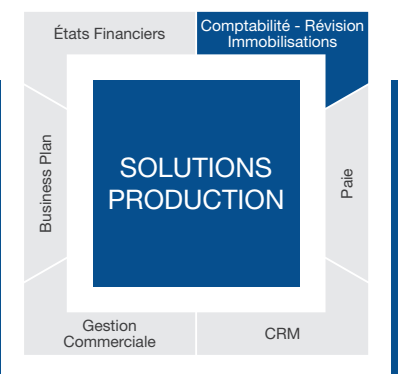 États Financiers
Comptabilité - Révision
Immobilisations
Business Plan
SOLUTIONS
PRODUCTION
Paie
Gestion
Commerciale
CRM